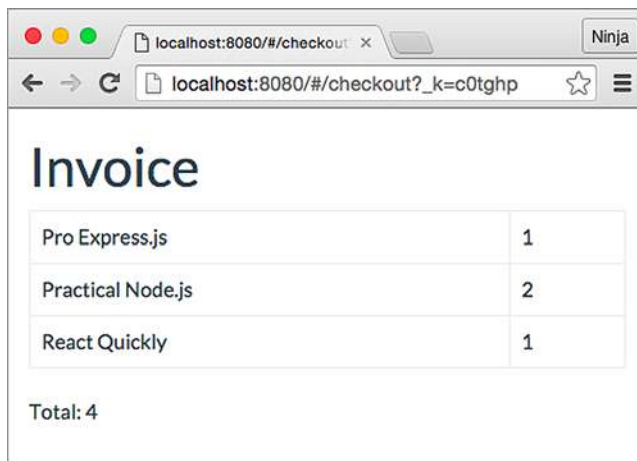 localhost:8080/#/checkout
Ninja
localhost:8080/#/checkout?_k=c0tghp
Invoice
Pro Express.js 1
Practical Node.js 2
React Quickly 1
Total: 4